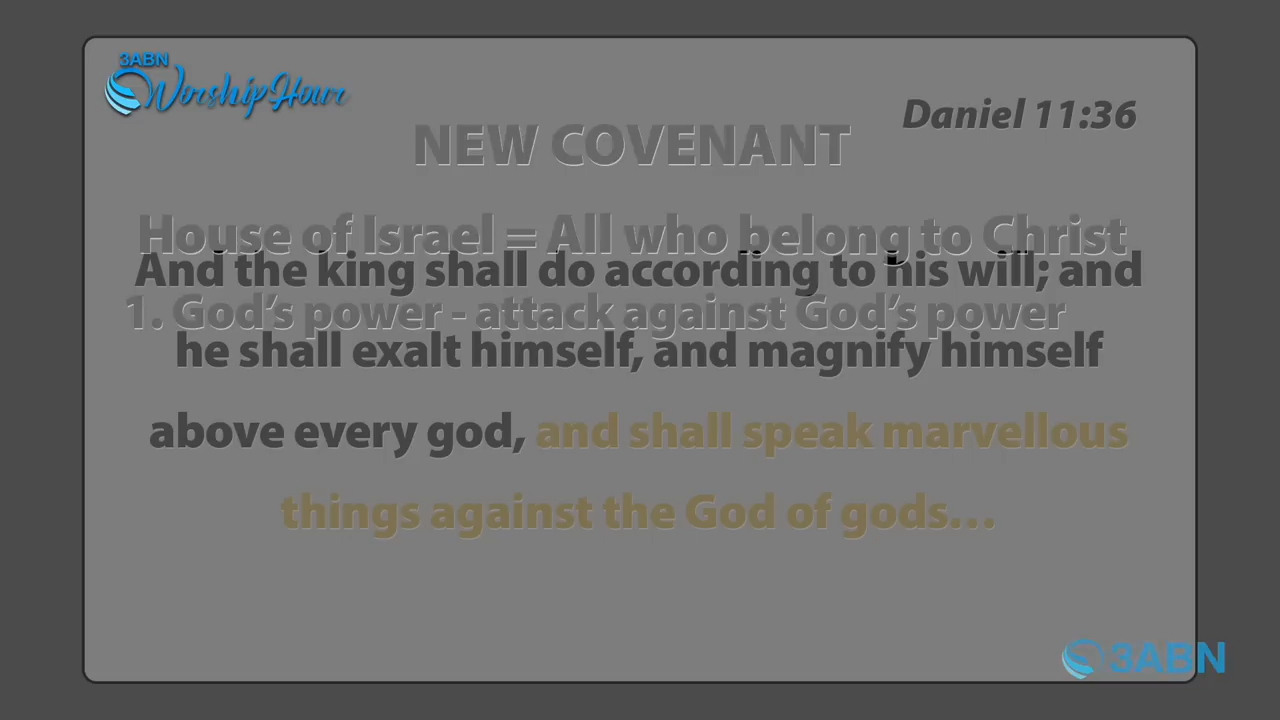 3ABN
Worship Hour
Daniel 11:36
NEW COVENANT
House of Israel = All who belong to Christ
And the king shall do according to his will; and
1. God's power - attack against God's power
he shall exalt himself, and magnify himself
above every god, and shall speak marvellous
things against the God of gods…
3ABN